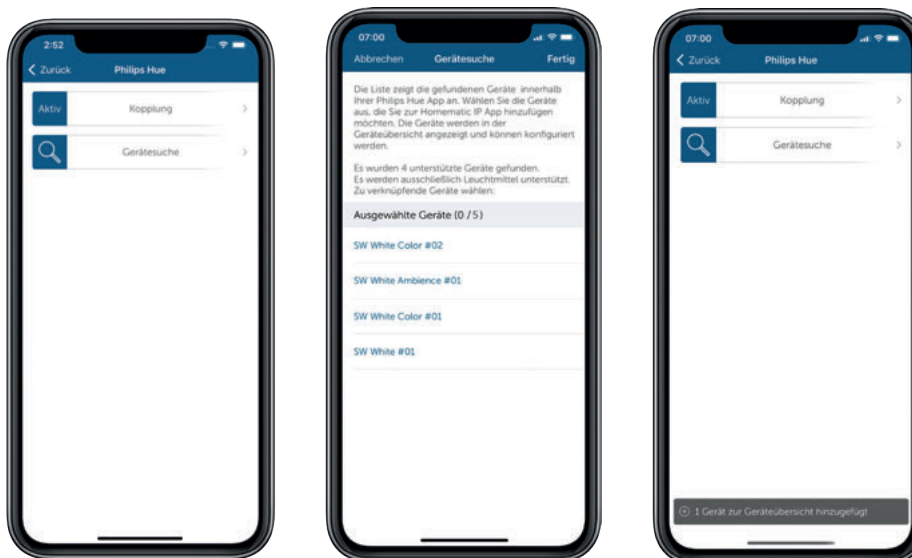 2:52
Zurück Philips Hue
Aktiv Kopplung
Gerätesuche
07:00
Abbrechen Gerätesuche Fertig
Die Liste zeigt die gefundenen Geräte innerhalb
Ihrer Philips Hue App an. Wählen Sie die Geräte
aus, die Sie zur Homematic IP App hinzufügen
möchten. Die Geräte werden in der
Geräteübersicht angezeigt und können konfiguriert
werden.
Es wurden 4 unterstützte Geräte gefunden.
Es werden ausschließlich Leuchtmittel unterstützt.
Zu verknüpfende Geräte wählen:
Ausgewählte Geräte (0 / 5)
SW White Color #02
SW White Ambience #01
SW White Color #01
SW White #01
07:00
Zurück Philips Hue
Aktiv Kopplung
Gerätesuche
1 Gerät zur Geräteübersicht hinzugefügt